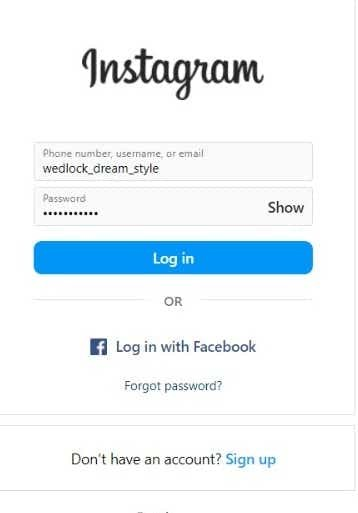 Instagram
Phone number, username, or email
wedlock_dream_style
Password
•••••••••••
Show
Log in
OR
Log in with Facebook
Forgot password?
Don't have an account? Sign up